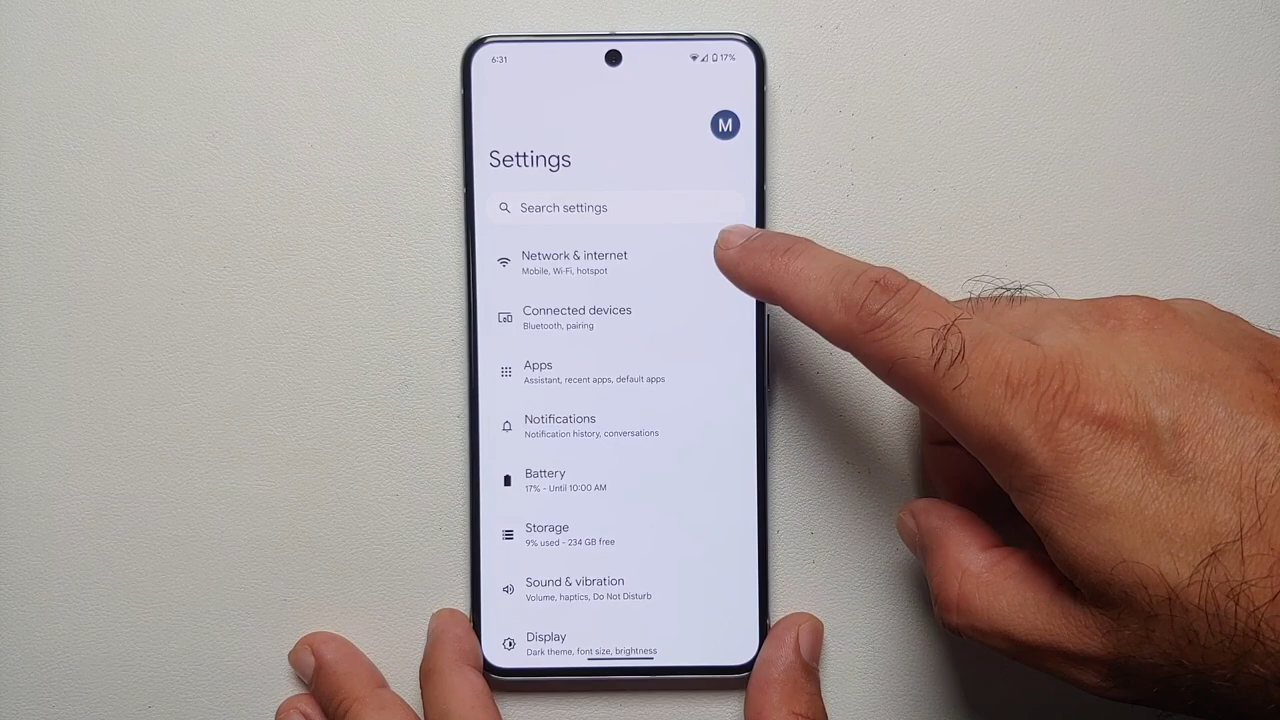 6:31
17%
M
Settings
Search settings
Network & internet
Mobile, Wi-Fi, hotspot
Connected devices
Bluetooth, pairing
Apps
Assistant, recent apps, default apps
Notifications
Notification history, conversations
Battery
17% - Until 10:00 AM
Storage
9% used - 234 GB free
Sound & vibration
Volume, haptics, Do Not Disturb
Display
Dark theme, font size, brightness